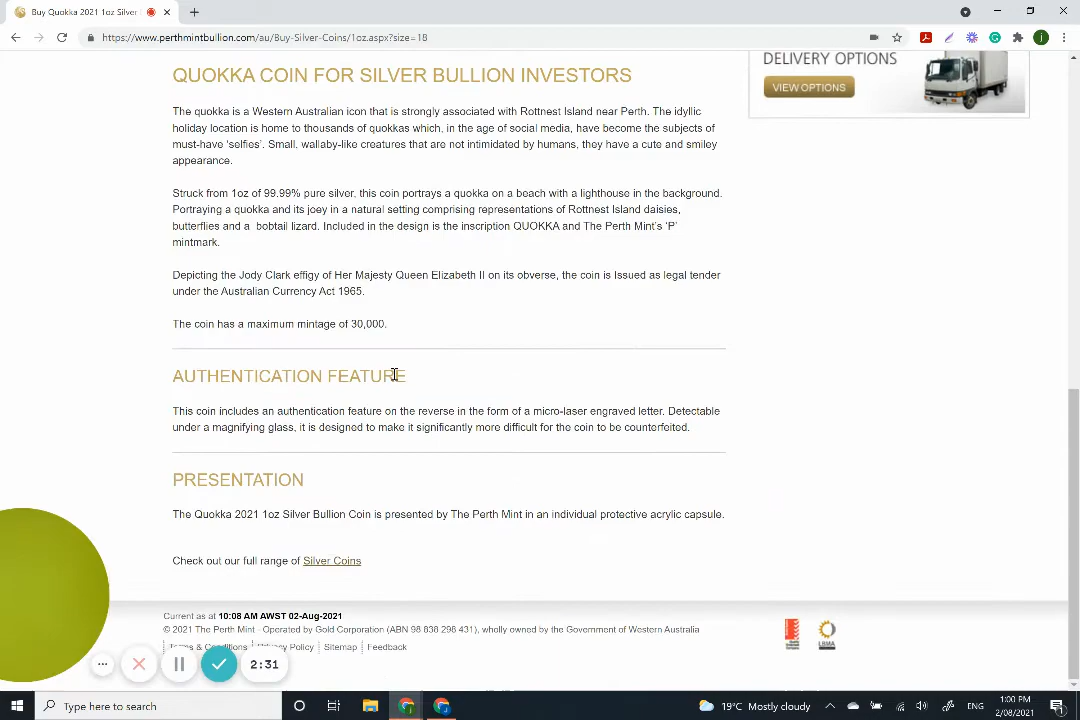 Buy Quokka 2021 1oz Silver
https://www.perthmintbullion.com/au/Buy-Silver-Coins/1oz.aspx?size=18
DELIVERY OPTIONS
VIEW OPTIONS
QUOKKA COIN FOR SILVER BULLION INVESTORS
The quokka is a Western Australian icon that is strongly associated with Rottnest Island near Perth. The idyllic
holiday location is home to thousands of quokkas which, in the age of social media, have become the subjects of
must-have ‘selfies’. Small, wallaby-like creatures that are not intimidated by humans, they have a cute and smiley
appearance.
Struck from 1oz of 99.99% pure silver, this coin portrays a quokka on a beach with a lighthouse in the background.
Portraying a quokka and its joey in a natural setting comprising representations of Rottnest Island daisies,
butterflies and a bobtail lizard. Included in the design is the inscription QUOKKA and The Perth Mint’s ‘P’
mintmark.
Depicting the Jody Clark effigy of Her Majesty Queen Elizabeth II on its obverse, the coin is Issued as legal tender
under the Australian Currency Act 1965.
The coin has a maximum mintage of 30,000.
AUTHENTICATION FEATURE
This coin includes an authentication feature on the reverse in the form of a micro-laser engraved letter. Detectable
under a magnifying glass, it is designed to make it significantly more difficult for the coin to be counterfeited.
PRESENTATION
The Quokka 2021 1oz Silver Bullion Coin is presented by The Perth Mint in an individual protective acrylic capsule.
Check out our full range of Silver Coins
Current as at 10:08 AM AWST 02-Aug-2021
© 2021 The Perth Mint - Operated by Gold Corporation (ABN 98 838 298 431), wholly owned by the Government of Western Australia
Terms & Conditions Privacy Policy Sitemap Feedback
LBMA
2:31
Type here to search
19°C Mostly cloudy
ENG
1:00 PM
2/08/2021